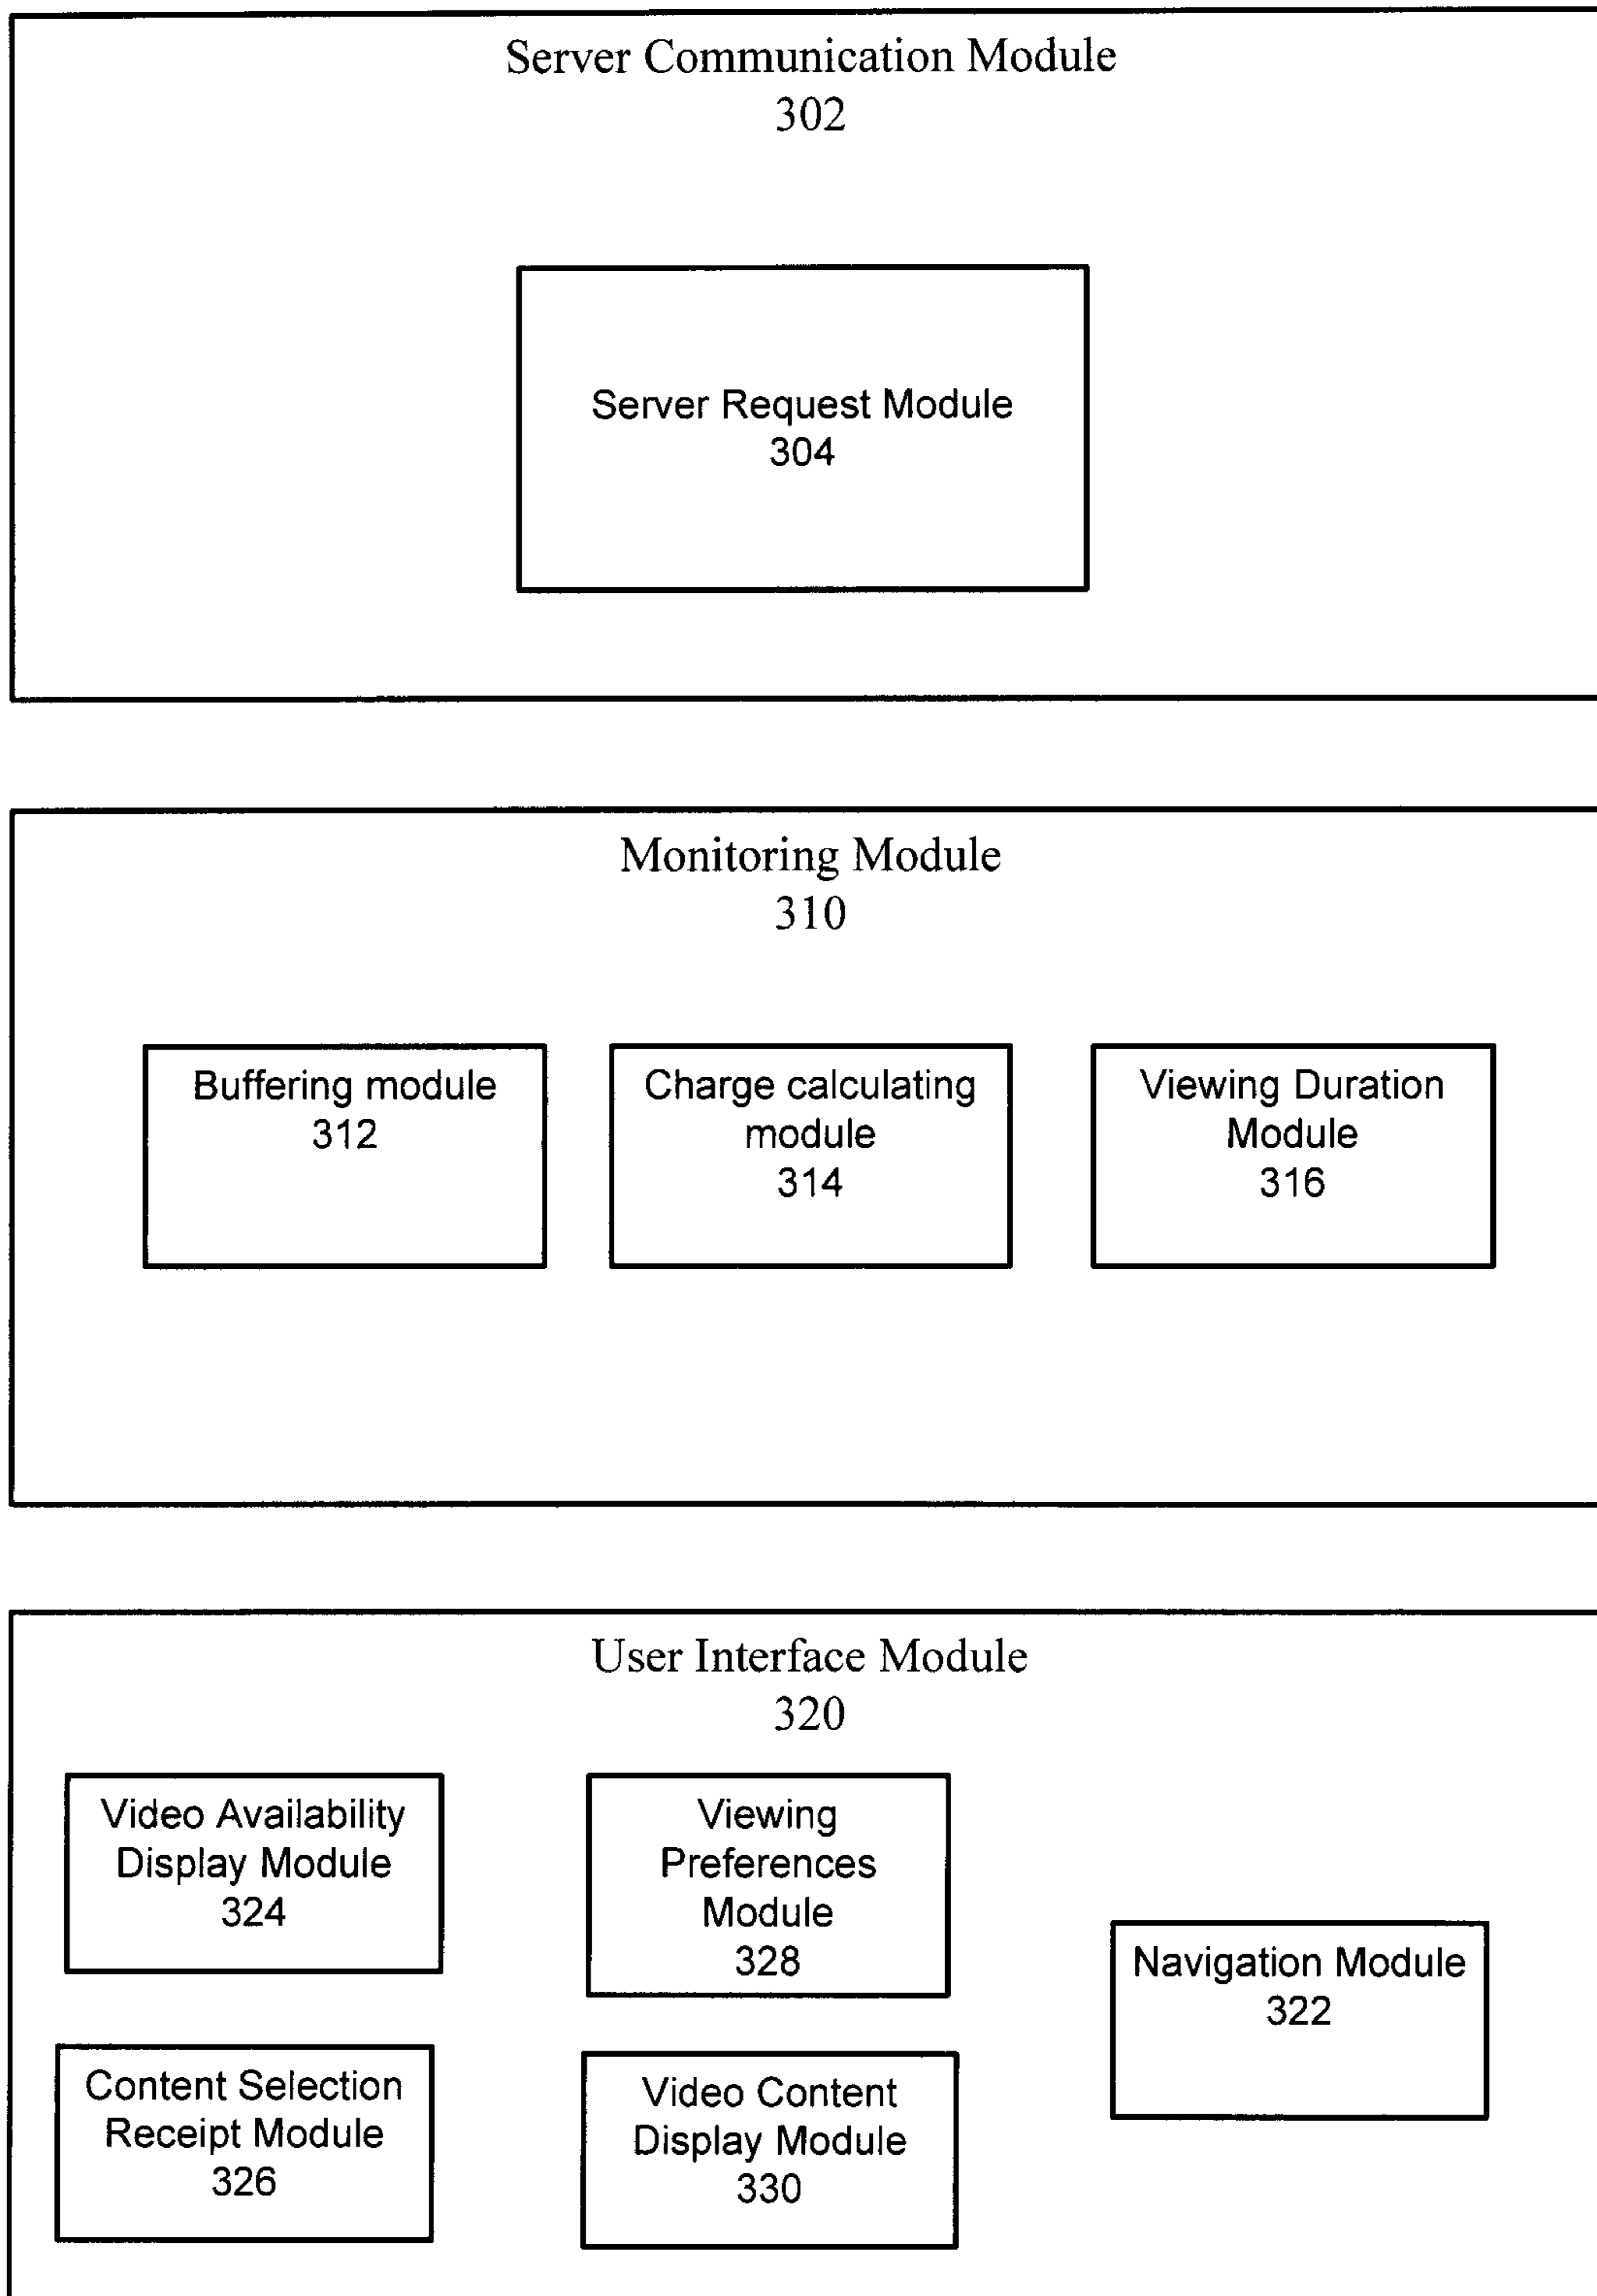 Server Communication Module
302
Server Request Module
304
Monitoring Module
310
Buffering module
312
Charge calculating
module
314
Viewing Duration
Module
316
User Interface Module
320
Video Availability
Display Module
324
Viewing
Preferences
Module
328
Navigation Module
322
Content Selection
Receipt Module
326
Video Content
Display Module
330